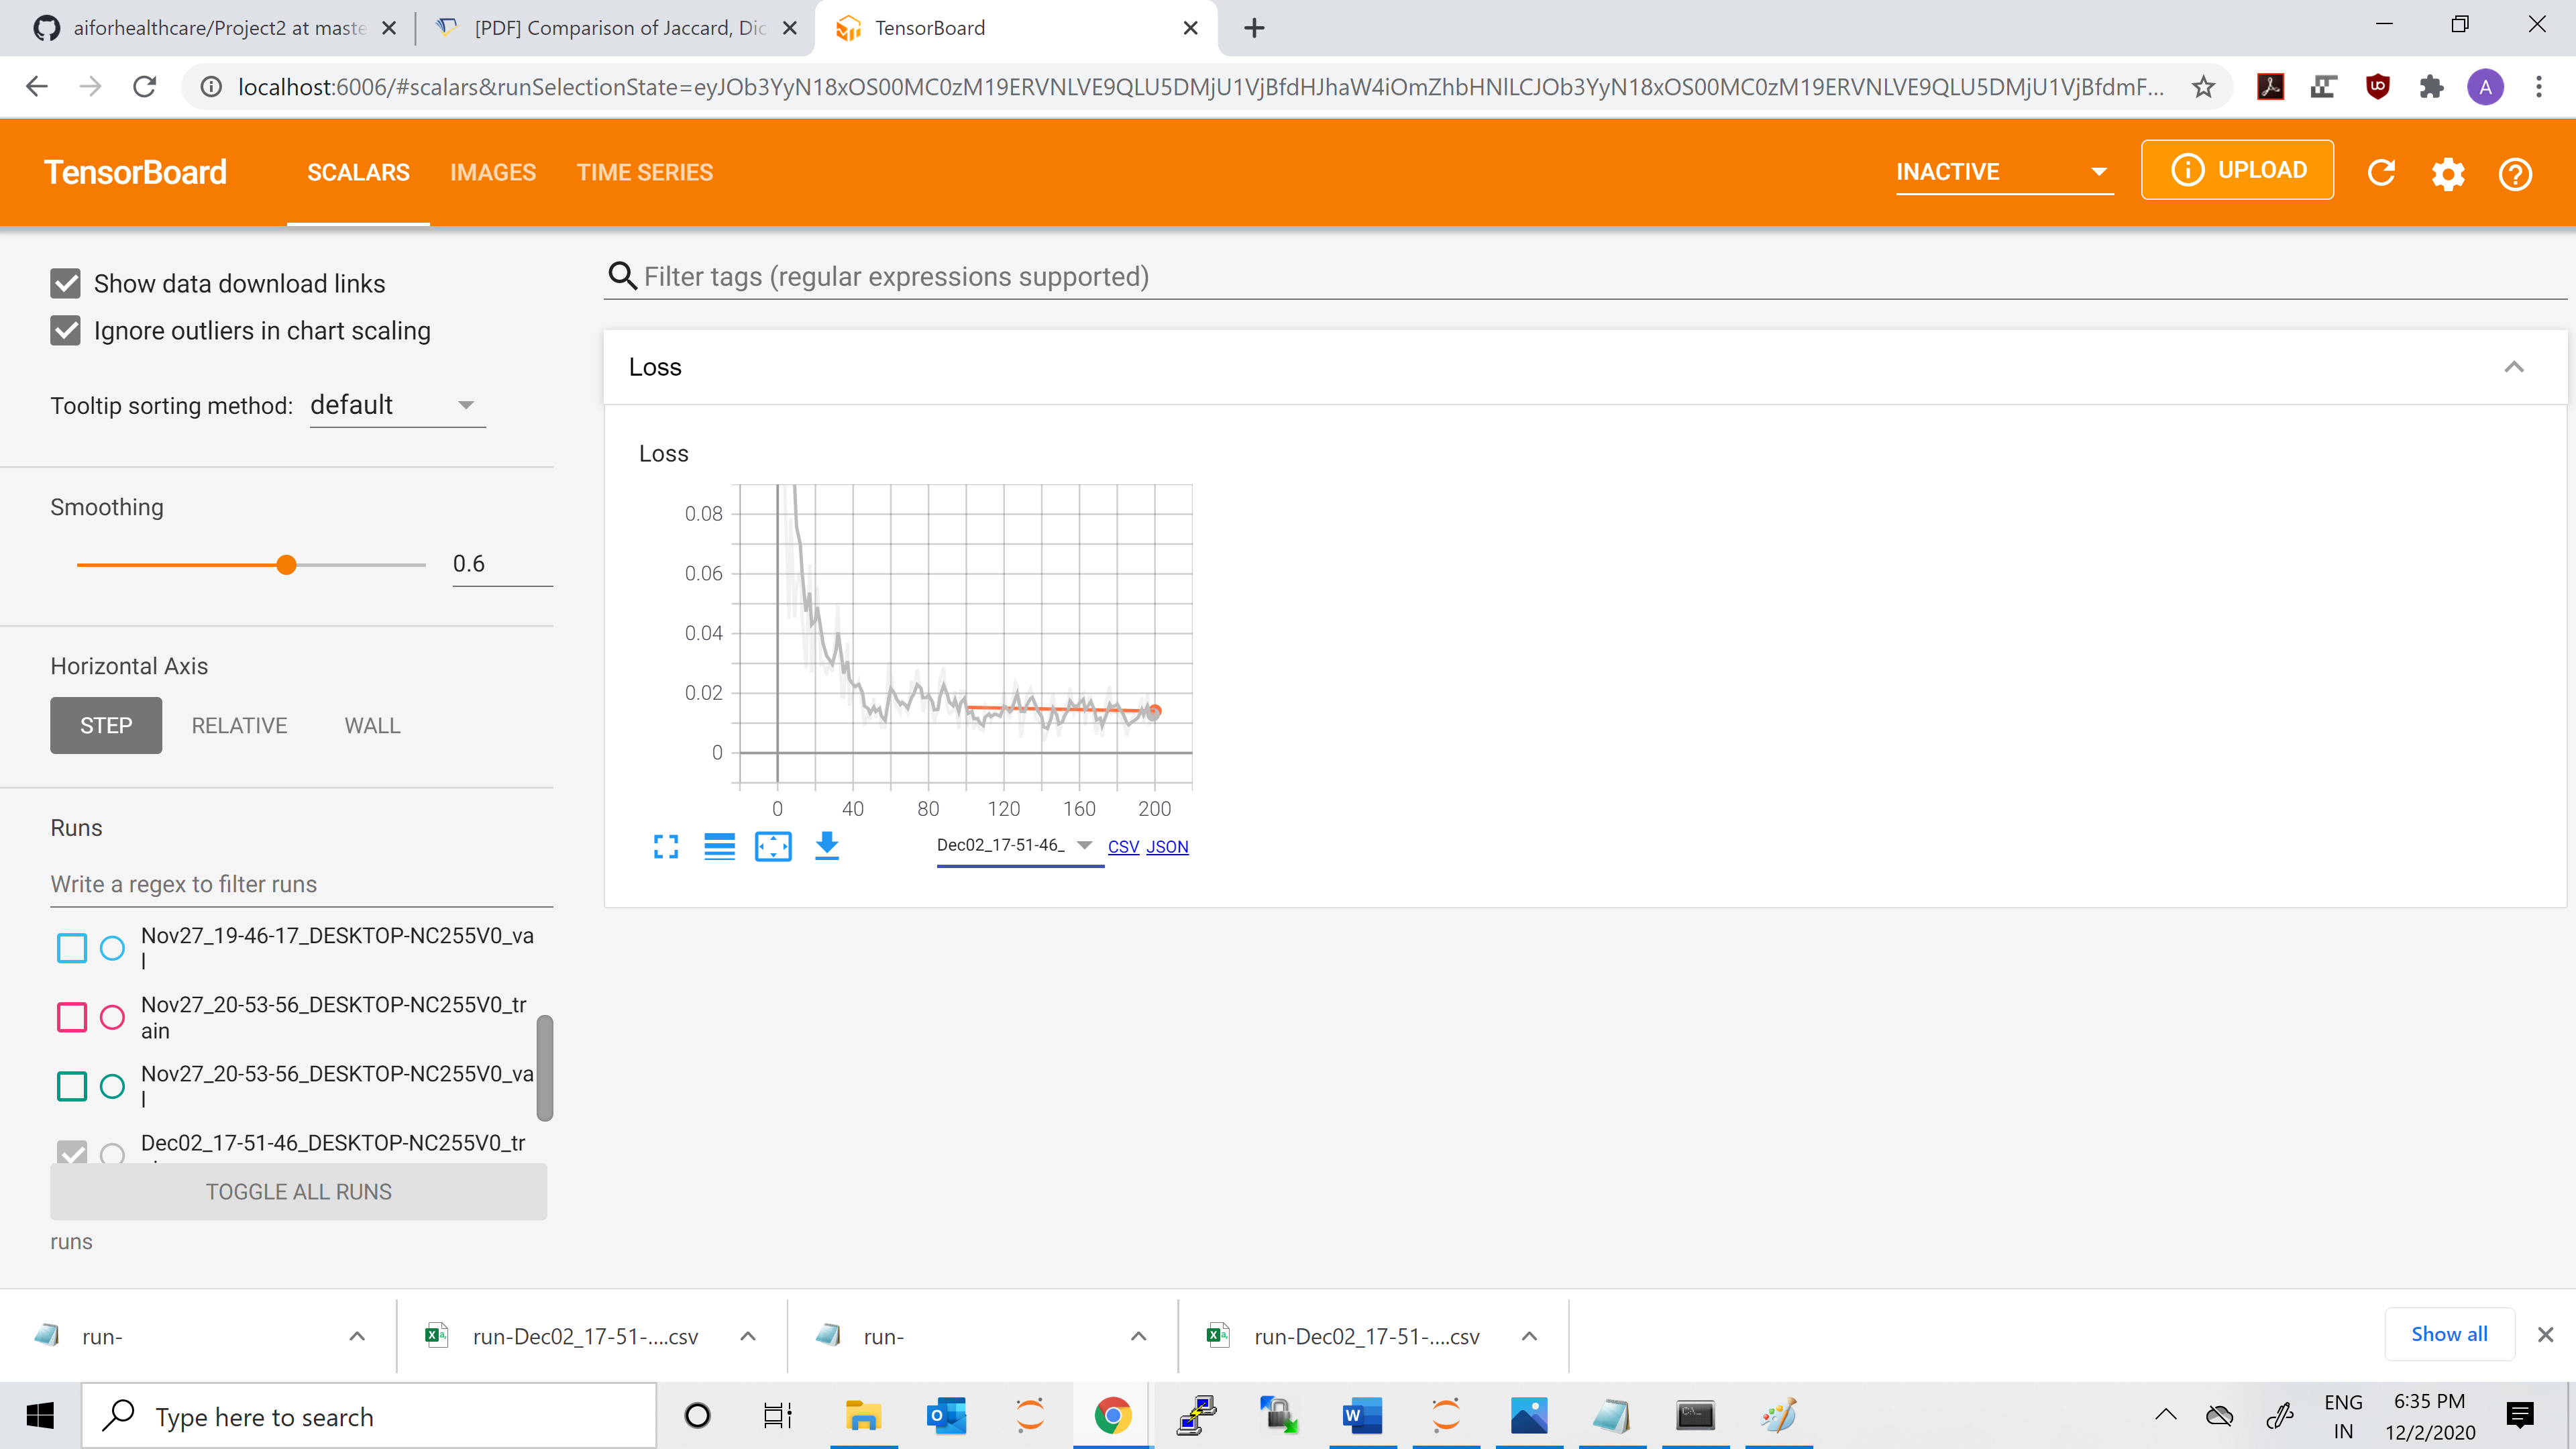 aiforhealthcare/Project2 at maste
[PDF] Comparison of Jaccard, Dic
TensorBoard
localhost:6006/#scalars&runSelectionState=eyJOb3YyN18xOS00MC0zM19ERVNLVE9QLU5DMjU1VjBfdHJhaW4iOmZhbHNlLCJOb3YyN18xOS00MC0zM19ERVNLVE9QLU5DMjU1VjBfdmF...
A
TensorBoard
SCALARS
IMAGES
TIME SERIES
INACTIVE
UPLOAD
Show data download links
Ignore outliers in chart scaling
Tooltip sorting method: default
Smoothing
0.6
Horizontal Axis
STEP
RELATIVE
WALL
Runs
Write a regex to filter runs
Nov27_19-46-17_DESKTOP-NC255V0_va
l
Nov27_20-53-56_DESKTOP-NC255V0_tr
ain
Nov27_20-53-56_DESKTOP-NC255V0_va
l
Dec02_17-51-46_DESKTOP-NC255V0_tr
TOGGLE ALL RUNS
runs
Filter tags (regular expressions supported)
Loss
Loss
0.08
0.06
0.04
0.02
0
0 40 80 120 160 200
Dec02_17-51-46_
CSV JSON
run-
run-Dec02_17-51-....csv
run-
run-Dec02_17-51-....csv
Show all
Type here to search
ENG
IN
6:35 PM
12/2/2020